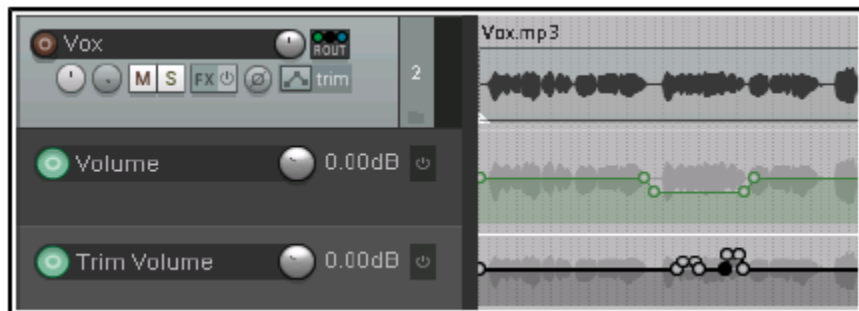 Vox ROUT
M S FX trim 2
Volume 0.00dB
Trim Volume 0.00dB
Vox.mp3